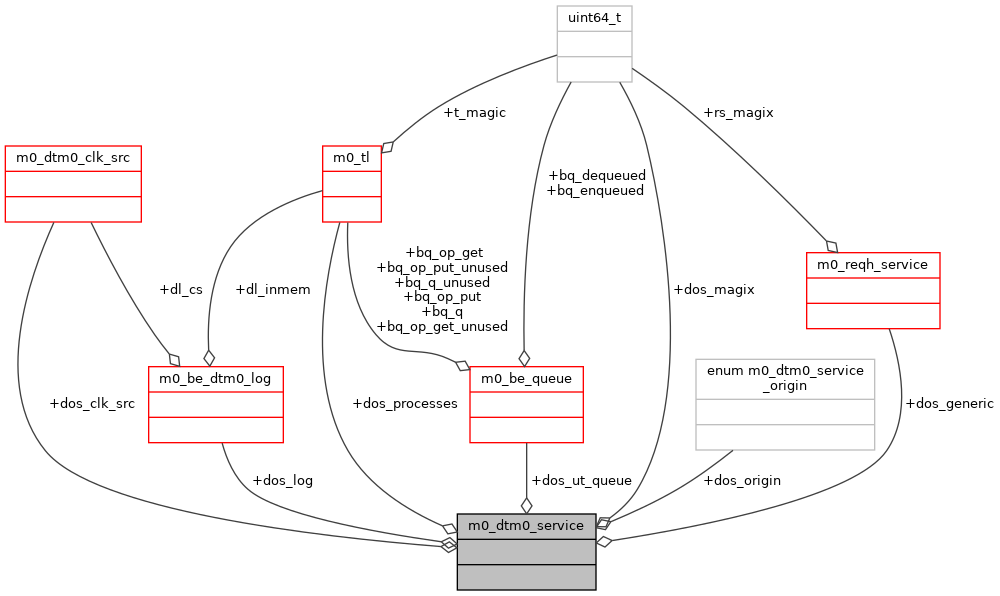 uint64_t
+t_magic
+rs_magix
m0_dtm0_clk_src
m0_tl
+bq_dequeued
+bq_enqueued
+bq_op_get
+bq_op_put_unused
+bq_q_unused
+bq_op_put
+bq_q
+bq_op_get_unused
m0_reqh_service
+dl_cs
+dl_inmem
+dos_magix
m0_be_dtm0_log
m0_be_queue
enum m0_dtm0_service
_origin
+dos_clk_src
+dos_processes
+dos_generic
+dos_log
+dos_ut_queue
+dos_origin
m0_dtm0_service